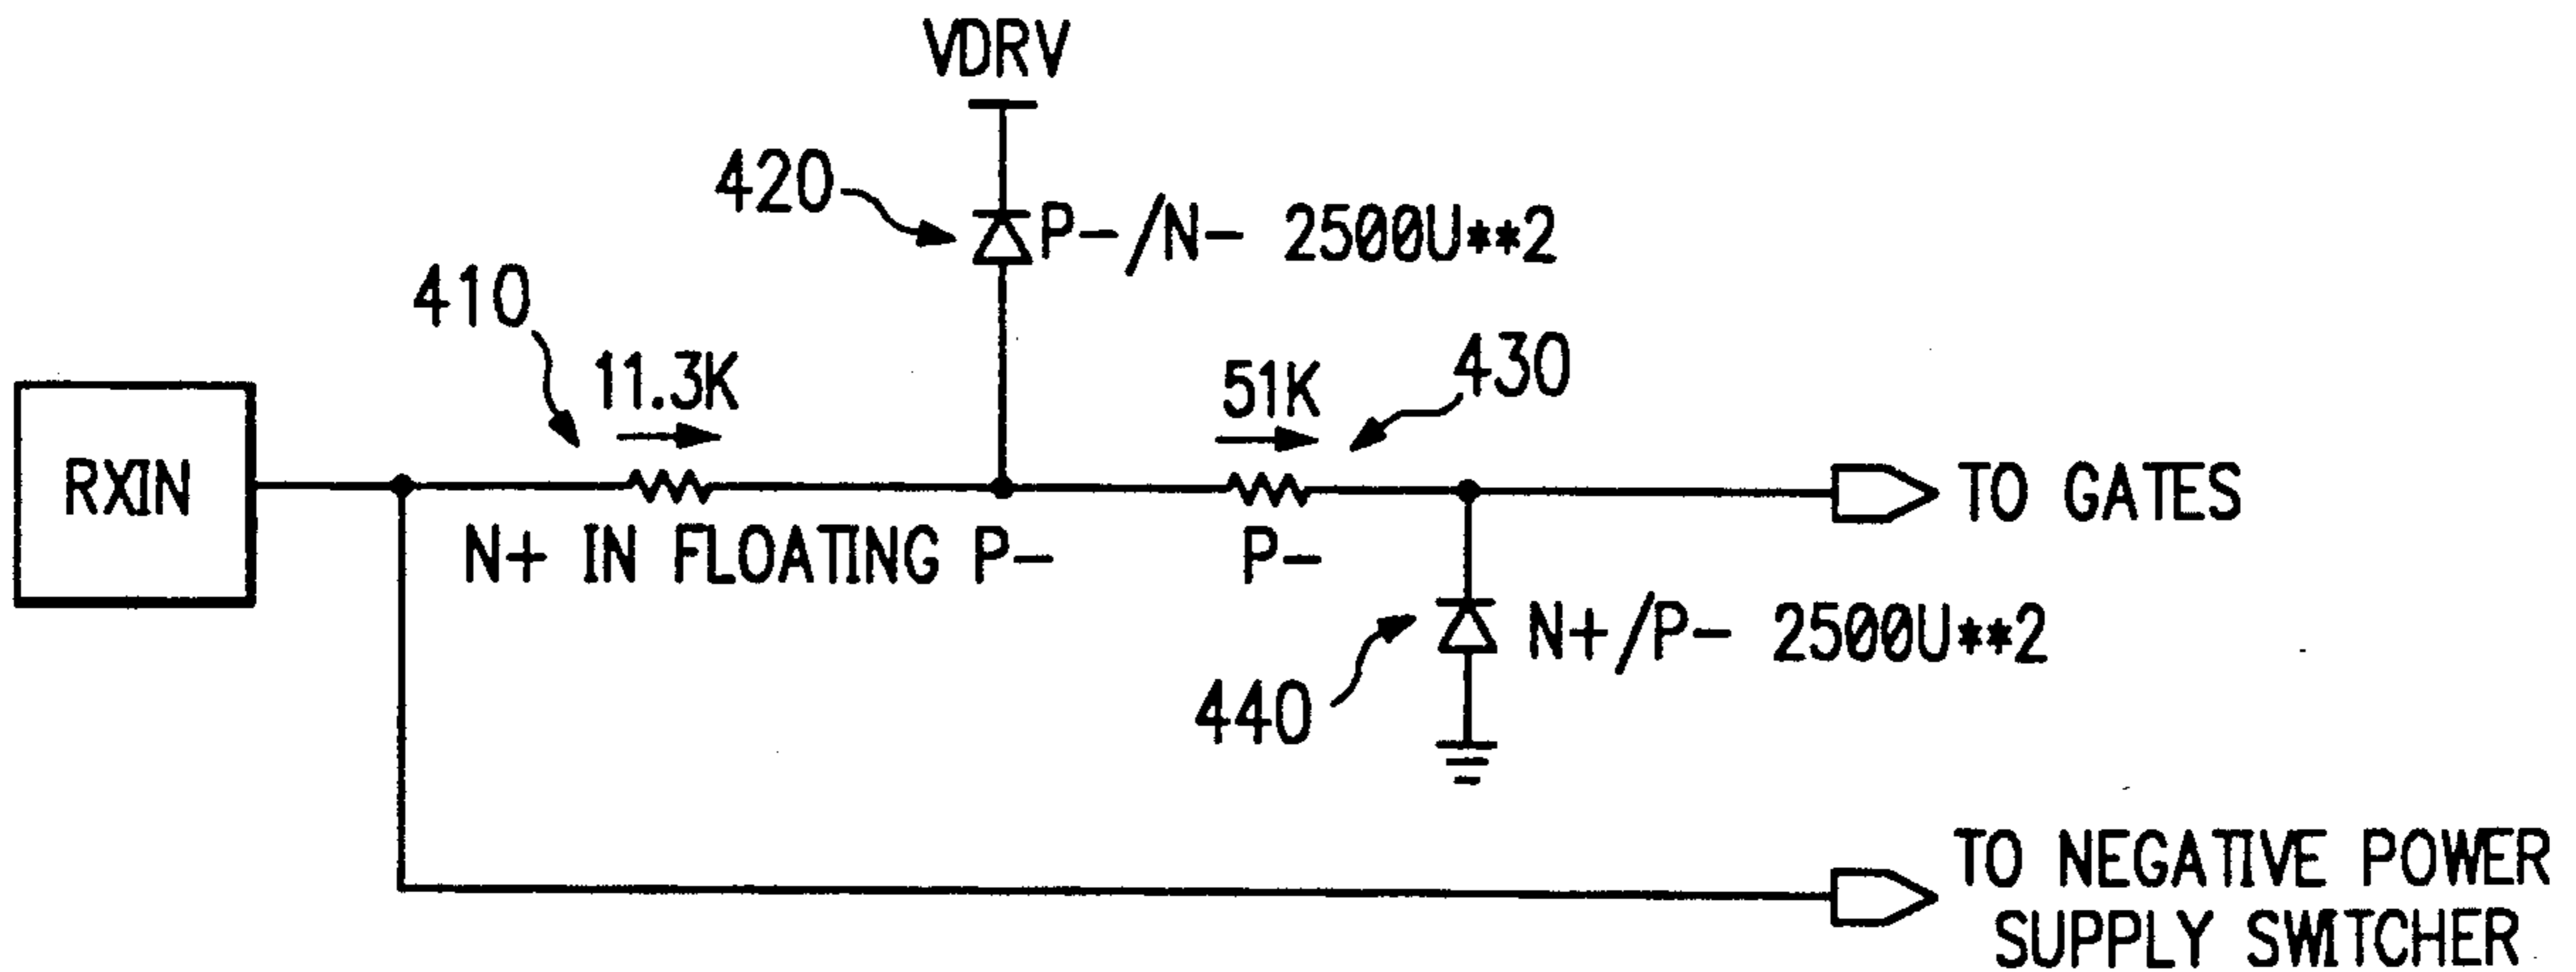 VDRV
420
P-/N- 2500U**2
410
11.3K
51K
430
RXIN
TO GATES
N+ IN FLOATING P-
P-
N+/P- 2500U**2
440
TO NEGATIVE POWER
SUPPLY SWITCHER